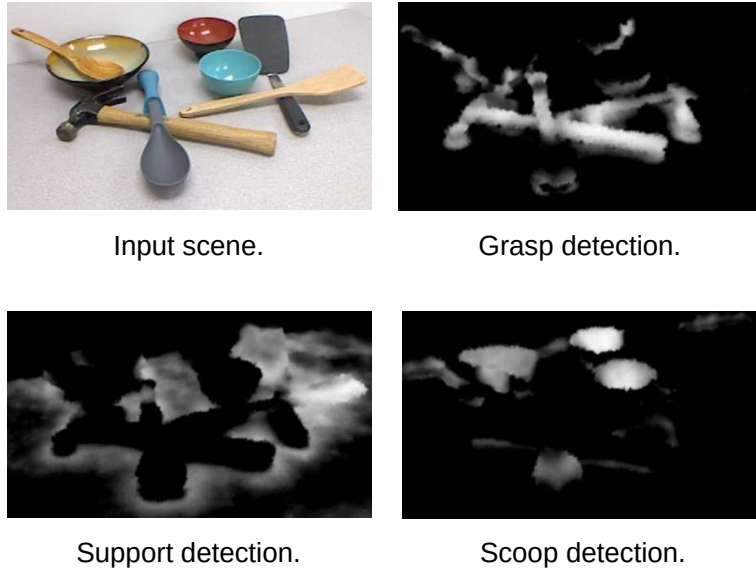 Input scene.
Grasp detection.
Support detection.
Scoop detection.